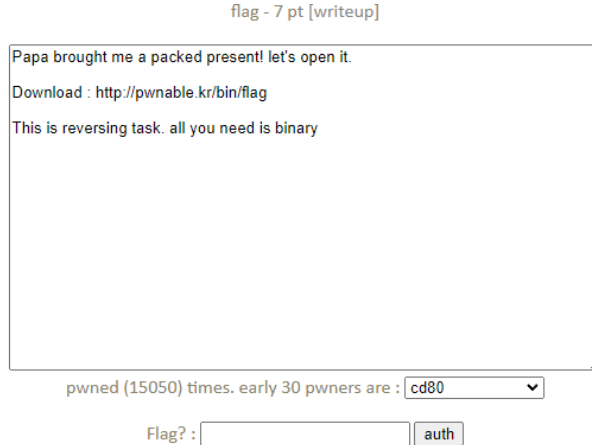 flag - 7 pt [writeup]
Papa brought me a packed present! let's open it.
Download : http://pwnable.kr/bin/flag
This is reversing task. all you need is binary
pwned (15050) times. early 30 pwners are : cd80
Flag? : auth